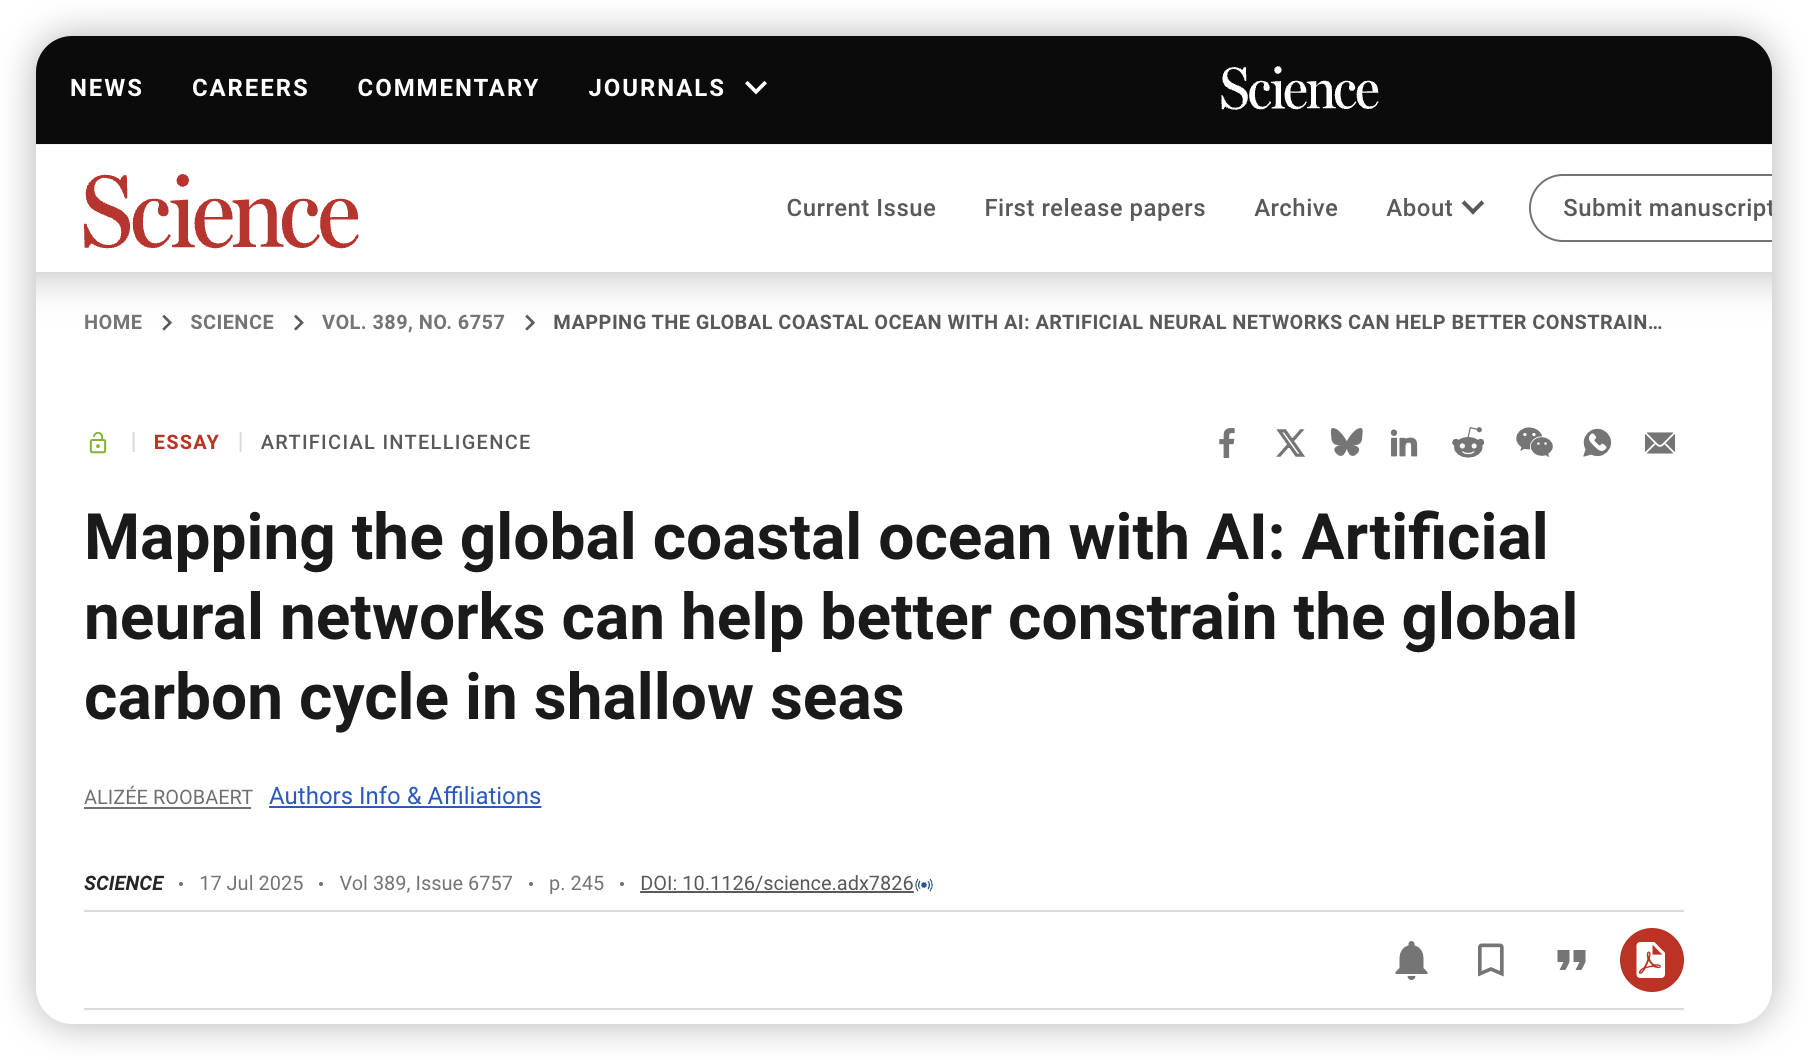 NEWS CAREERS COMMENTARY JOURNALS Science
Science Current Issue First release papers Archive About Submit manuscript
HOME SCIENCE VOL. 389, NO. 6757 MAPPING THE GLOBAL COASTAL OCEAN WITH AI: ARTIFICIAL NEURAL NETWORKS CAN HELP BETTER CONSTRAIN…
ESSAY ARTIFICIAL INTELLIGENCE
Mapping the global coastal ocean with AI: Artificial
neural networks can help better constrain the global
carbon cycle in shallow seas
ALIZÉE ROOBAERT Authors Info & Affiliations
SCIENCE • 17 Jul 2025 • Vol 389, Issue 6757 • p. 245 • DOI: 10.1126/science.adx7826